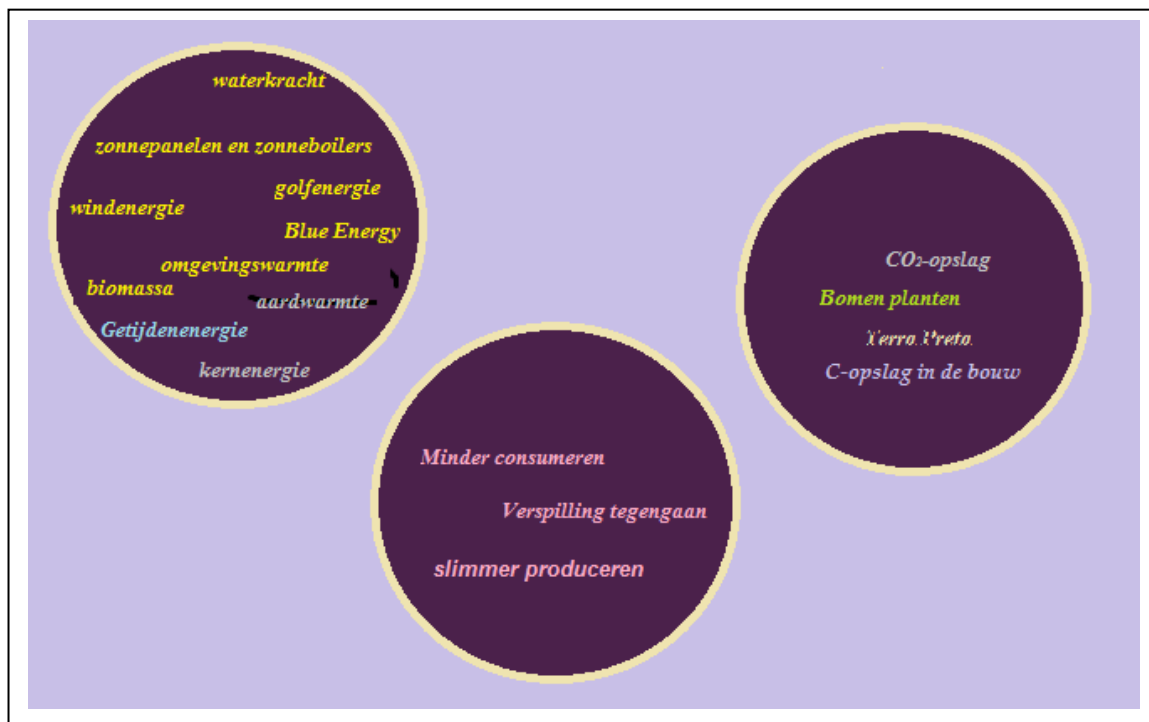 waterkracht
zonnepanelen en zonneboilers
golfenergie
windenergie
Blue Energy
omgevingswarmte
biomassa
aardwarmte
Getijdenenergie
kernenergie
Minder consumeren
Verspilling tegengaan
slimmer produceren
CO₂-opslag
Bomen planten
Terra Preta
C-opslag in de bouw